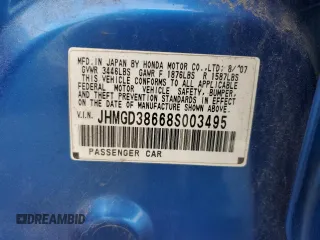 MFD. IN JAPAN BY HONDA MOTOR CO., LTD; 8/'07
GVWR 3446LBS GAWR F 1876LBS R 1587LBS
THIS VEHICLE CONFORMS TO ALL APPLICABLE
FEDERAL MOTOR VEHICLE SAFETY, BUMPER,
AND THEFT PREVENTION STANDARDS IN EFFECT
ON THE DATE OF MANUFACTURE SHOWN ABOVE.
V.I.N. JHMGD38668S003495
PASSENGER CAR
© DREAMBID